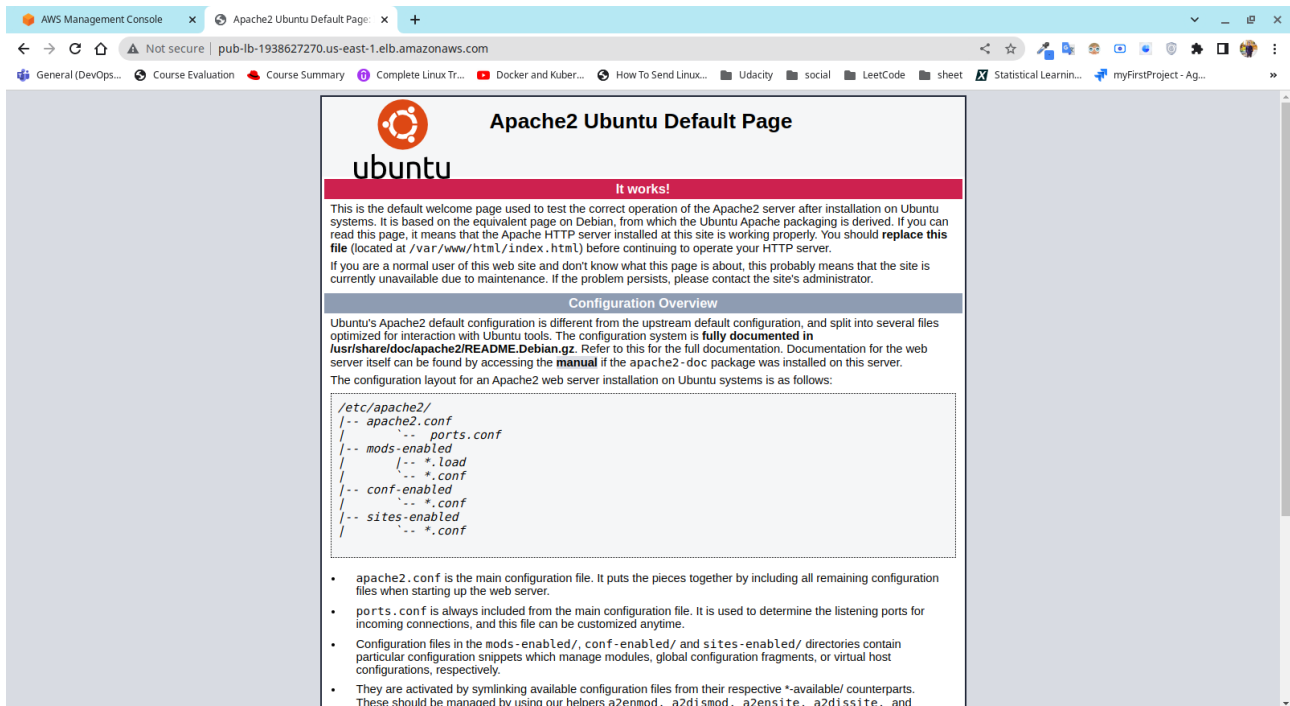 AWS Management Console
Apache2 Ubuntu Default Page:
Not secure | pub-lb-1938627270.us-east-1.elb.amazonaws.com
General (DevOps... Course Evaluation Course Summary Complete Linux Tr... Docker and Kuber... How To Send Linux... Udacity social LeetCode sheet Statistical Learnin... myFirstProject - Ag... »
ubuntu
Apache2 Ubuntu Default Page
It works!
This is the default welcome page used to test the correct operation of the Apache2 server after installation on Ubuntu
systems. It is based on the equivalent page on Debian, from which the Ubuntu Apache packaging is derived. If you can
read this page, it means that the Apache HTTP server installed at this site is working properly. You should replace this
file (located at /var/www/html/index.html) before continuing to operate your HTTP server.
If you are a normal user of this web site and don't know what this page is about, this probably means that the site is
currently unavailable due to maintenance. If the problem persists, please contact the site's administrator.
Configuration Overview
Ubuntu's Apache2 default configuration is different from the upstream default configuration, and split into several files
optimized for interaction with Ubuntu tools. The configuration system is fully documented in
/usr/share/doc/apache2/README.Debian.gz. Refer to this for the full documentation. Documentation for the web
server itself can be found by accessing the manual if the apache2-doc package was installed on this server.
The configuration layout for an Apache2 web server installation on Ubuntu systems is as follows:
/etc/apache2/
|-- apache2.conf
|       `--  ports.conf
|-- mods-enabled
|       |-- *.load
|       `-- *.conf
|-- conf-enabled
|       `-- *.conf
|-- sites-enabled
|       `-- *.conf
• apache2.conf is the main configuration file. It puts the pieces together by including all remaining configuration
files when starting up the web server.
• ports.conf is always included from the main configuration file. It is used to determine the listening ports for
incoming connections, and this file can be customized anytime.
• Configuration files in the mods-enabled/, conf-enabled/ and sites-enabled/ directories contain
particular configuration snippets which manage modules, global configuration fragments, or virtual host
configurations, respectively.
• They are activated by symlinking available configuration files from their respective *-available/ counterparts.
These should be managed by using our helpers a2enmod, a2dismod, a2ensite, a2dissite, and